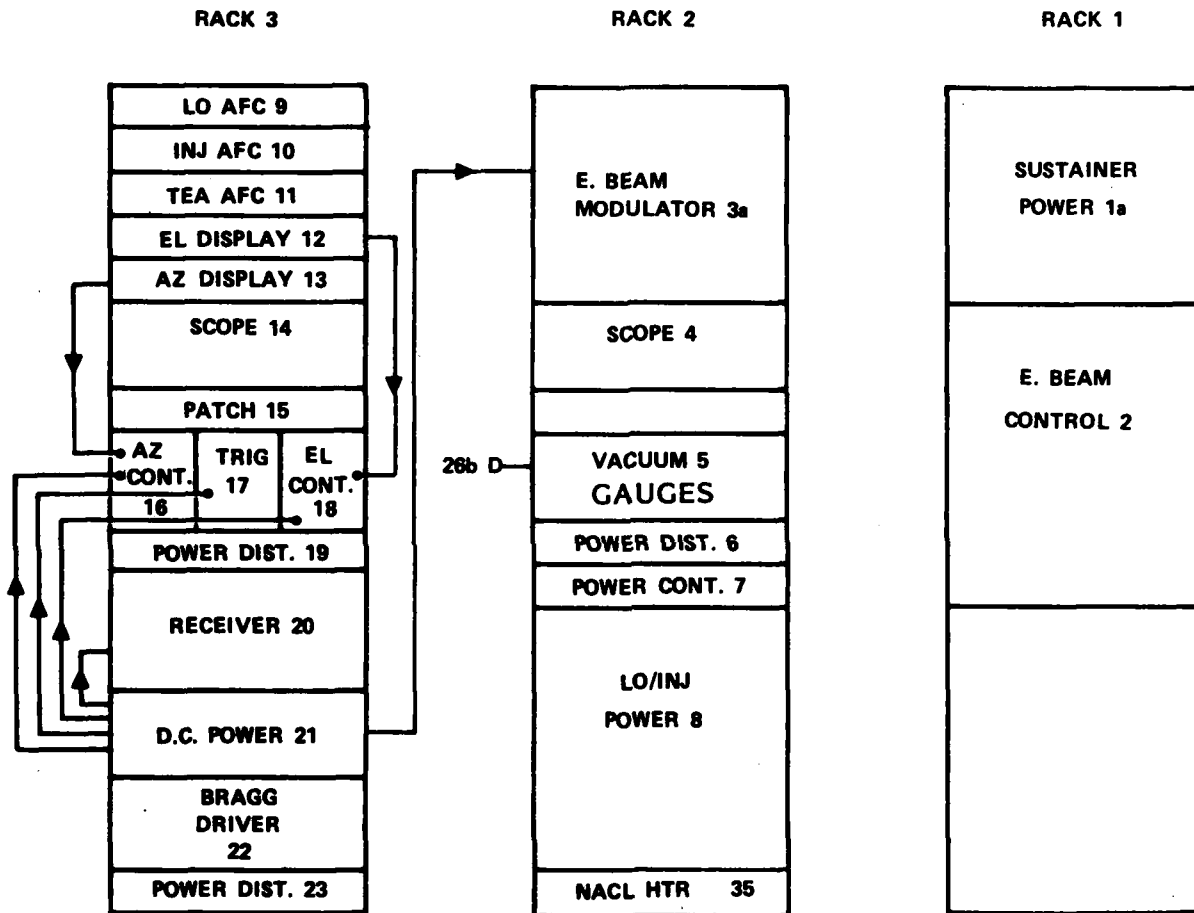 RACK 3
RACK 2
RACK 1
LO AFC 9
INJ AFC 10
TEA AFC 11
EL DISPLAY 12
AZ DISPLAY 13
SCOPE 14
PATCH 15
AZ
CONT.
16
TRIG
17
EL
CONT.
18
POWER DIST. 19
RECEIVER 20
D.C. POWER 21
BRAGG
DRIVER
22
POWER DIST. 23
E. BEAM
MODULATOR 3a
SCOPE 4
26b D
VACUUM 5
GAUGES
POWER DIST. 6
POWER CONT. 7
LO/INJ
POWER 8
NACL HTR 35
SUSTAINER
POWER 1a
E. BEAM
CONTROL 2